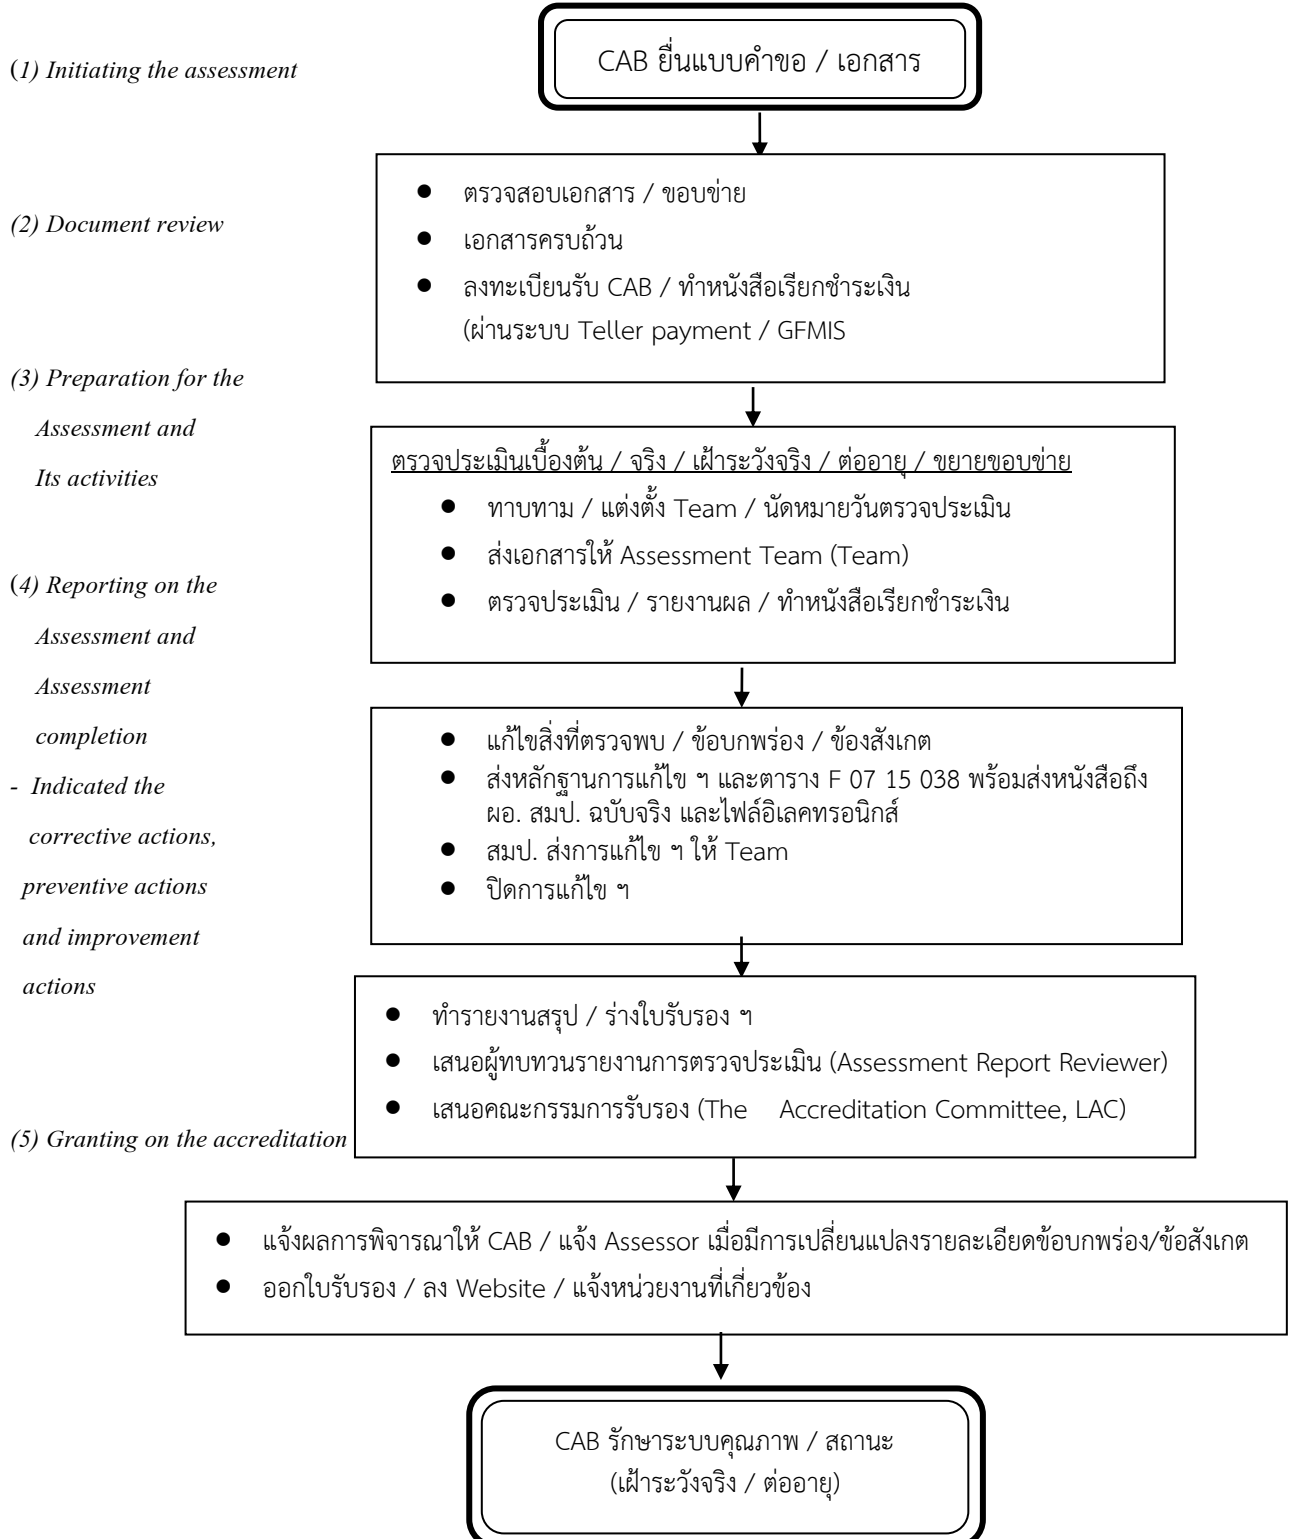 (1) Initiating the assessment
CAB ยื่นแบบคำขอ / เอกสาร
(2) Document review
● ตรวจสอบเอกสาร / ขอบข่าย
● เอกสารครบถ้วน
● ลงทะเบียนรับ CAB / ทำหนังสือเรียกชำระเงิน
(ผ่านระบบ Teller payment / GFMIS
(3) Preparation for the
Assessment and
Its activities
ตรวจประเมินเบื้องต้น / จริง / เฝ้าระวังจริง / ต่ออายุ / ขยายขอบข่าย
● ทาบทาม / แต่งตั้ง Team / นัดหมายวันตรวจประเมิน
● ส่งเอกสารให้ Assessment Team (Team)
● ตรวจประเมิน / รายงานผล / ทำหนังสือเรียกชำระเงิน
(4) Reporting on the
Assessment and
Assessment
completion
- Indicated the
corrective actions,
preventive actions
and improvement
actions
● แก้ไขสิ่งที่ตรวจพบ / ข้อบกพร่อง / ข้องสังเกต
● ส่งหลักฐานการแก้ไข ฯ และตาราง F 07 15 038 พร้อมส่งหนังสือถึง
ผอ. สมป. ฉบับจริง และไฟล์อิเลคทรอนิกส์
● สมป. ส่งการแก้ไข ฯ ให้ Team
● ปิดการแก้ไข ฯ
● ทำรายงานสรุป / ร่างใบรับรอง ฯ
● เสนอผู้ทบทวนรายงานการตรวจประเมิน (Assessment Report Reviewer)
● เสนอคณะกรรมการรับรอง (The Accreditation Committee, LAC)
(5) Granting on the accreditation
● แจ้งผลการพิจารณาให้ CAB / แจ้ง Assessor เมื่อมีการเปลี่ยนแปลงรายละเอียดข้อบกพร่อง/ข้อสังเกต
● ออกใบรับรอง / ลง Website / แจ้งหน่วยงานที่เกี่ยวข้อง
CAB รักษาระบบคุณภาพ / สถานะ
(เฝ้าระวังจริง / ต่ออายุ)